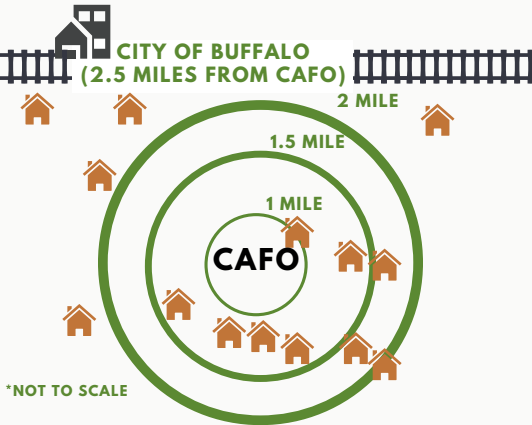 CITY OF BUFFALO
(2.5 MILES FROM CAFO)
2 MILE
1.5 MILE
1 MILE
CAFO
*NOT TO SCALE